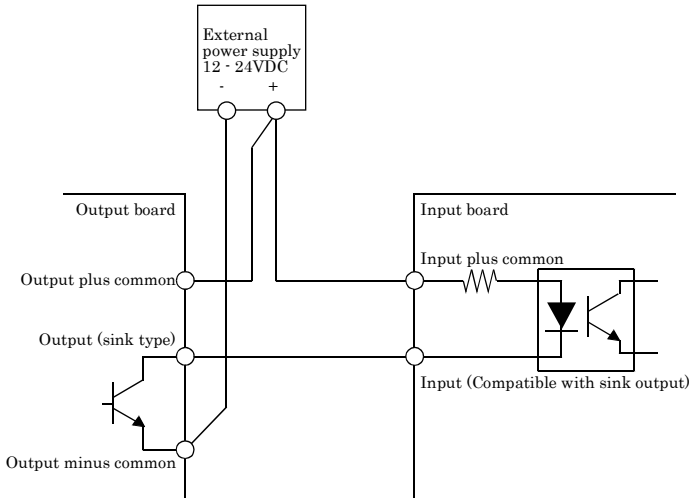 External
power supply
12 - 24VDC
- +
Output board
Input board
Input plus common
Output plus common
Output (sink type)
Input (Compatible with sink output)
Output minus common